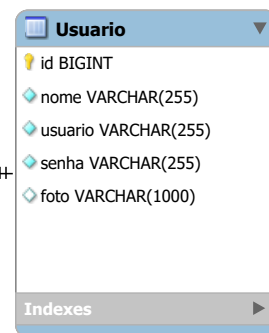 Usuario
id BIGINT
nome VARCHAR(255)
usuario VARCHAR(255)
senha VARCHAR(255)
foto VARCHAR(1000)
Indexes